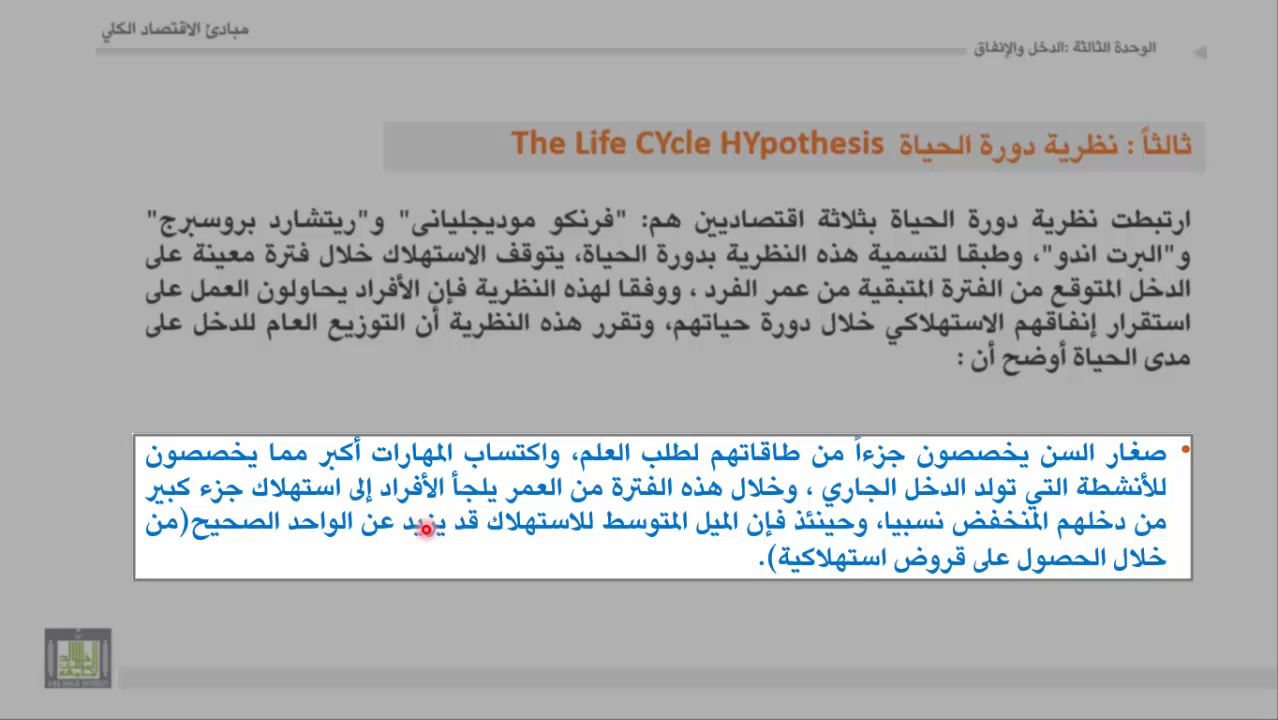 مبادئ الاقتصاد الكلي
الوحدة الثالثة :الدخل والإنفاق
ثالثاً : نظرية دورة الحياة The Life CYcle HYpothesis
ارتبطت نظرية دورة الحياة بثلاثة اقتصاديين هم: "فرنكو موديجليانى" و"ريتشارد بروسبرج"
و"البرت اندو"، وطبقا لتسمية هذه النظرية بدورة الحياة، يتوقف الاستهلاك خلال فترة معينة على
الدخل المتوقع من الفترة المتبقية من عمر الفرد ، ووفقا لهذه النظرية فإن الأفراد يحاولون العمل على
استقرار إنفاقهم الاستهلاكي خلال دورة حياتهم، وتقرر هذه النظرية أن التوزيع العام للدخل على
مدى الحياة أوضح أن :
• صغار السن يخصصون جزءاً من طاقاتهم لطلب العلم، واكتساب المهارات أكبر مما يخصصون
للأنشطة التي تولد الدخل الجاري ، وخلال هذه الفترة من العمر يلجأ الأفراد إلى استهلاك جزء كبير
من دخلهم المنخفض نسبيا، وحينئذ فإن الميل المتوسط للاستهلاك قد يزيد عن الواحد الصحيح(من
خلال الحصول على قروض استهلاكية).